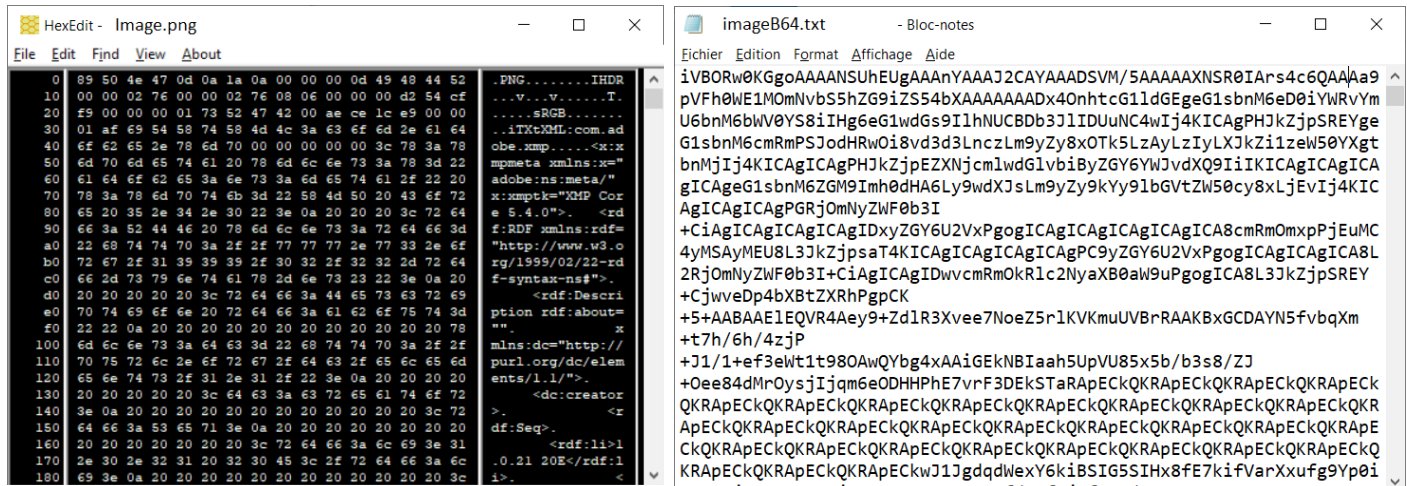 HexEdit - Image.png
File Edit Find View About
0 89 50 4e 47 0d 0a 1a 0a 00 00 00 0d 49 48 44 52 .PNG........IHDR
10 00 00 02 76 00 00 02 76 08 06 00 00 00 d2 54 cf ...v...v......T.
20 f9 00 00 00 01 73 52 47 42 00 ae ce 1c e9 00 00 .....sRGB.......
30 01 af 69 54 58 74 58 4d 4c 3a 63 6f 6d 2e 61 64 ..iTXtXML:com.ad
40 6f 62 65 2e 78 6d 70 00 00 00 00 00 3c 78 3a 78 obe.xmp.....<x:x
50 6d 70 6d 65 74 61 20 78 6d 6c 6e 73 3a 78 3d 22 mpmeta xmlns:x="
60 61 64 6f 62 65 3a 6e 73 3a 6d 65 74 61 2f 22 20 adobe:ns:meta/"
70 78 3a 78 6d 70 74 6b 3d 22 58 4d 50 20 43 6f 72 x:xmptk="XMP Cor
80 65 20 35 2e 34 2e 30 22 3e 0a 20 20 20 3c 72 64 e 5.4.0">. <rd
90 66 3a 52 44 46 20 78 6d 6c 6e 73 3a 72 64 66 3d f:RDF xmlns:rdf=
a0 22 68 74 74 70 3a 2f 2f 77 77 77 2e 77 33 2e 6f "http://www.w3.o
b0 72 67 2f 31 39 39 39 2f 30 32 2f 32 32 2d 72 64 rg/1999/02/22-rd
c0 66 2d 73 79 6e 74 61 78 2d 6e 73 23 22 3e 0a 20 f-syntax-ns#">.
d0 20 20 20 20 20 3c 72 64 66 3a 44 65 73 63 72 69 <rdf:Descri
e0 70 74 69 6f 6e 20 72 64 66 3a 61 62 6f 75 74 3d ption rdf:about=
f0 22 22 0a 20 20 20 20 20 20 20 20 20 20 20 20 78 "". x
100 6d 6c 6e 73 3a 64 63 3d 22 68 74 74 70 3a 2f 2f mlns:dc="http://
110 70 75 72 6c 2e 6f 72 67 2f 64 63 2f 65 6c 65 6d purl.org/dc/elem
120 65 6e 74 73 2f 31 2e 31 2f 22 3e 0a 20 20 20 20 ents/1.1/">.
130 20 20 20 20 20 3c 64 63 3a 63 72 65 61 74 6f 72 <dc:creator
140 3e 0a 20 20 20 20 20 20 20 20 20 20 20 20 3c 72 >. <r
150 64 66 3a 53 65 71 3e 0a 20 20 20 20 20 20 20 20 df:Seq>.
160 20 20 20 20 20 20 20 3c 72 64 66 3a 6c 69 3e 31 <rdf:li>1
170 2e 30 2e 32 31 20 32 30 45 3c 2f 72 64 66 3a 6c .0.21 20E</rdf:l
180 69 3e 0a 20 20 20 20 20 20 20 20 20 20 20 20 3c i>. <
imageB64.txt - Bloc-notes
Fichier Edition Format Affichage Aide
iVBORw0KGgoAAAANSUhEUgAAAnYAAAJ2CAYAAADSVM/5AAAAAXNSR0IArs4c6QAAAa9
pVFh0WE1MOmNvbS5hZG9iZS54bXAAAAAAADx4OnhtcG1ldGEgeG1sbnM6eD0iYWRvYm
U6bnM6bWV0YS8iIHg6eG1wdGs9IlhNUCBDb3JlIDUuNC4wIj4KICAgPHJkZjpSREYge
G1sbnM6cmRmPSJodHRwOi8vd3d3LnczLm9yZy8xOTk5LzAyLzIyLXJkZi1zeW50YXgt
bnMjIj4KICAgICAgPHJkZjpEZXNjcmlwdGlvbiByZGY6YWJvdXQ9IiIKICAgICAgICA
gICAgeG1sbnM6ZGM9Imh0dHA6Ly9wdXJsLm9yZy9kYy9lbGVtZW50cy8xLjEvIj4KIC
AgICAgICAgPGRjOmNyZWF0b3I
+CiAgICAgICAgICAgIDxyZGY6U2VxPgogICAgICAgICAgICAgICA8cmRmOmxpPjEuMC
4yMSAyMEU8L3JkZjpsaT4KICAgICAgICAgICAgPC9yZGY6U2VxPgogICAgICAgICA8L
2RjOmNyZWF0b3I+CiAgICAgIDwvcmRmOkRlc2NyaXB0aW9uPgogICA8L3JkZjpSREY
+CjwveDp4bXBtZXRhPgpCK
+5+AABAAElEQVR4Aey9+ZdlR3Xvee7NoeZ5rlKVKmuUVBrRAAKBxGCDAYN5fvbqXm
+t7h/6h/4zjP
+J1/1+ef3eWt1t98OAwQYbg4xAAiGEkNBIaah5UpVU85x5b/b3s8/ZJ
+Oee84dMrOysjIjqm6eODHHPhE7vrF3DEkSTaRApECkQKRApECkQKRApECkQKRApECk
QKRApECkQKRApECkQKRApECkQKRApECkQKRApECkQKRApECkQKRApECkQKRApECkQKR
ApECkQKRApECkQKRApECkQKRApECkQKRApECkQKRApECkQKRApECkQKRApECkQKRApE
CkQKRApECkQKRApECkQKRApECkQKRApECkQKRApECkQKRApECkQKRApECkQKRApECkQ
KRApECkQKRApECkQKRApECkwJ1JgdqdWexY6kiBSIG5SIHx8fE7kifVarXxufg9Yp0i